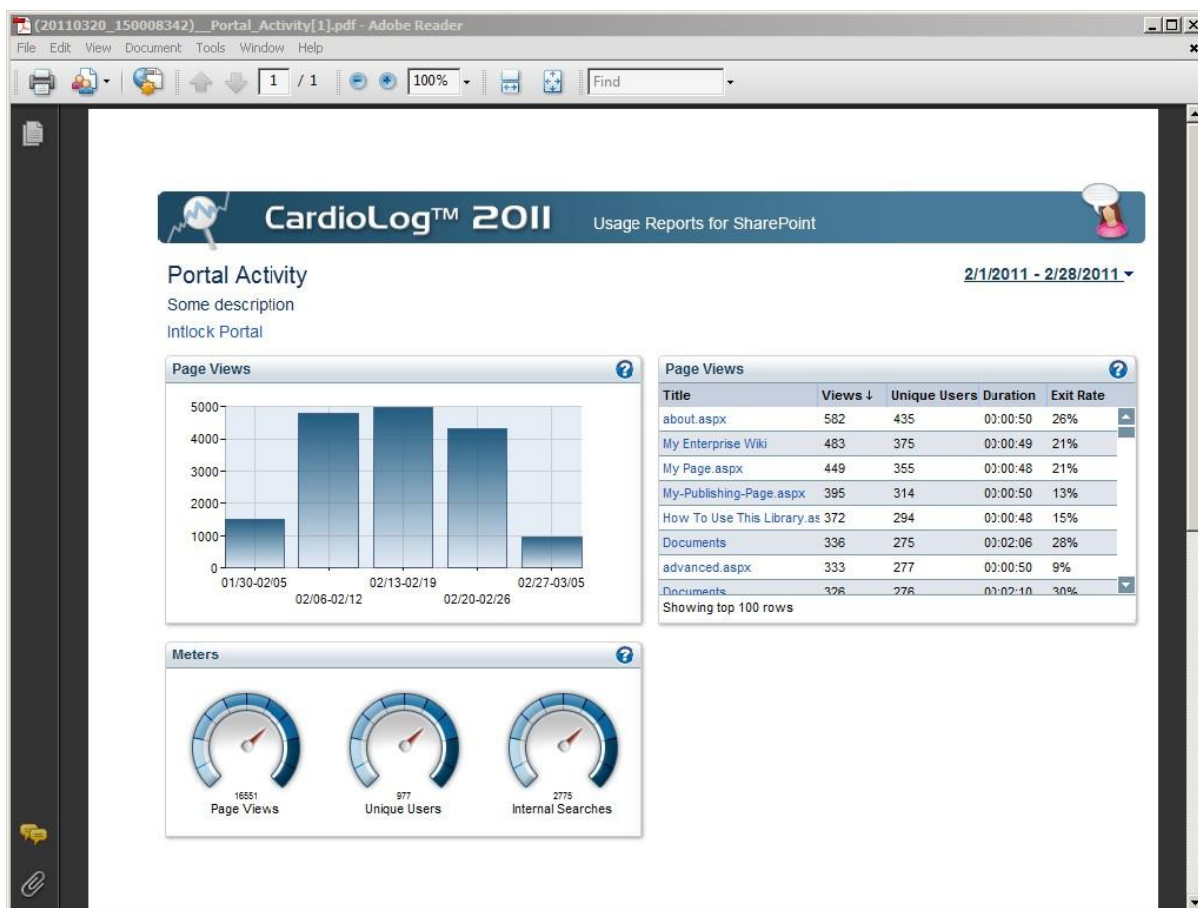 (20110320_150008342)__Portal_Activity[1].pdf - Adobe Reader
File Edit View Document Tools Window Help
1 / 1 100% Find
CardioLog™ 2011 Usage Reports for SharePoint
Portal Activity
2/1/2011 - 2/28/2011
Some description
Intlock Portal
Page Views
5000
4000
3000
2000
1000
0
01/30-02/05 02/13-02/19 02/27-03/05
02/06-02/12 02/20-02/26
Page Views
Title Views ↓ Unique Users Duration Exit Rate
about.aspx 582 435 00:00:50 26%
My Enterprise Wiki 483 375 00:00:49 21%
My Page.aspx 449 355 00:00:48 21%
My-Publishing-Page.aspx 395 314 00:00:50 13%
How To Use This Library.as 372 294 00:00:48 15%
Documents 336 275 00:02:06 28%
advanced.aspx 333 277 00:00:50 9%
Documents 326 276 00:02:10 30%
Showing top 100 rows
Meters
16551 977 2775
Page Views Unique Users Internal Searches